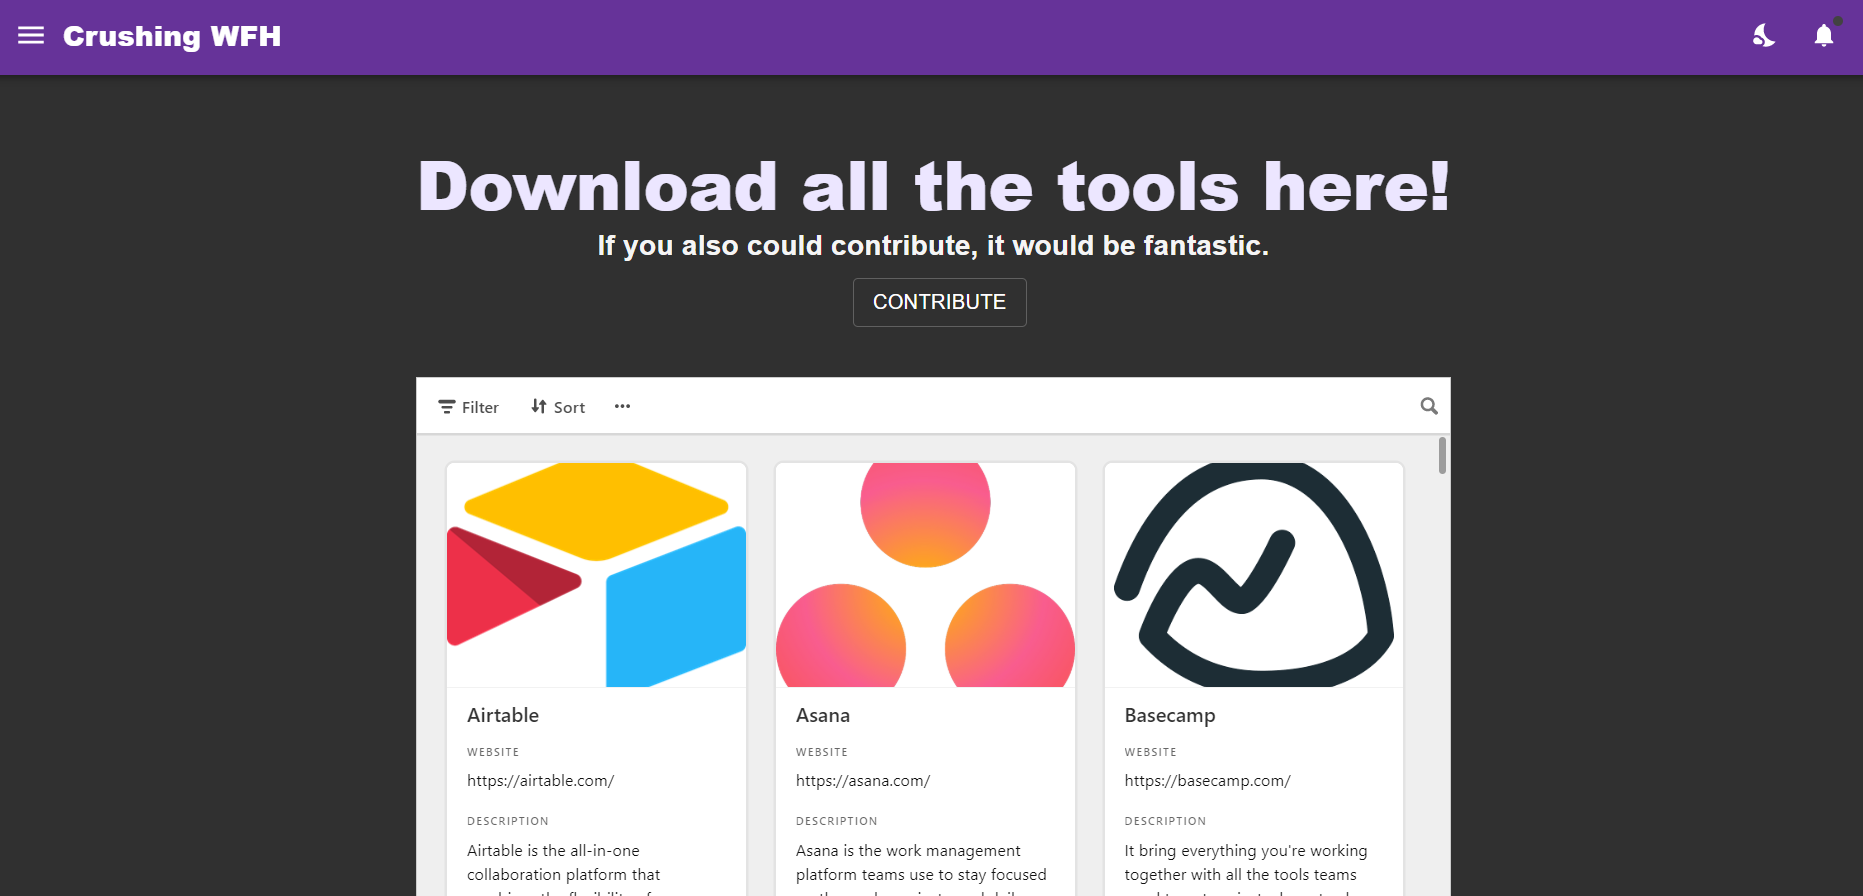 Crushing WFH
Download all the tools here!
If you also could contribute, it would be fantastic.
CONTRIBUTE
Filter Sort
Airtable
WEBSITE
https://airtable.com/
DESCRIPTION
Airtable is the all-in-one
collaboration platform that
Asana
WEBSITE
https://asana.com/
DESCRIPTION
Asana is the work management
platform teams use to stay focused
Basecamp
WEBSITE
https://basecamp.com/
DESCRIPTION
It bring everything you're working
together with all the tools teams